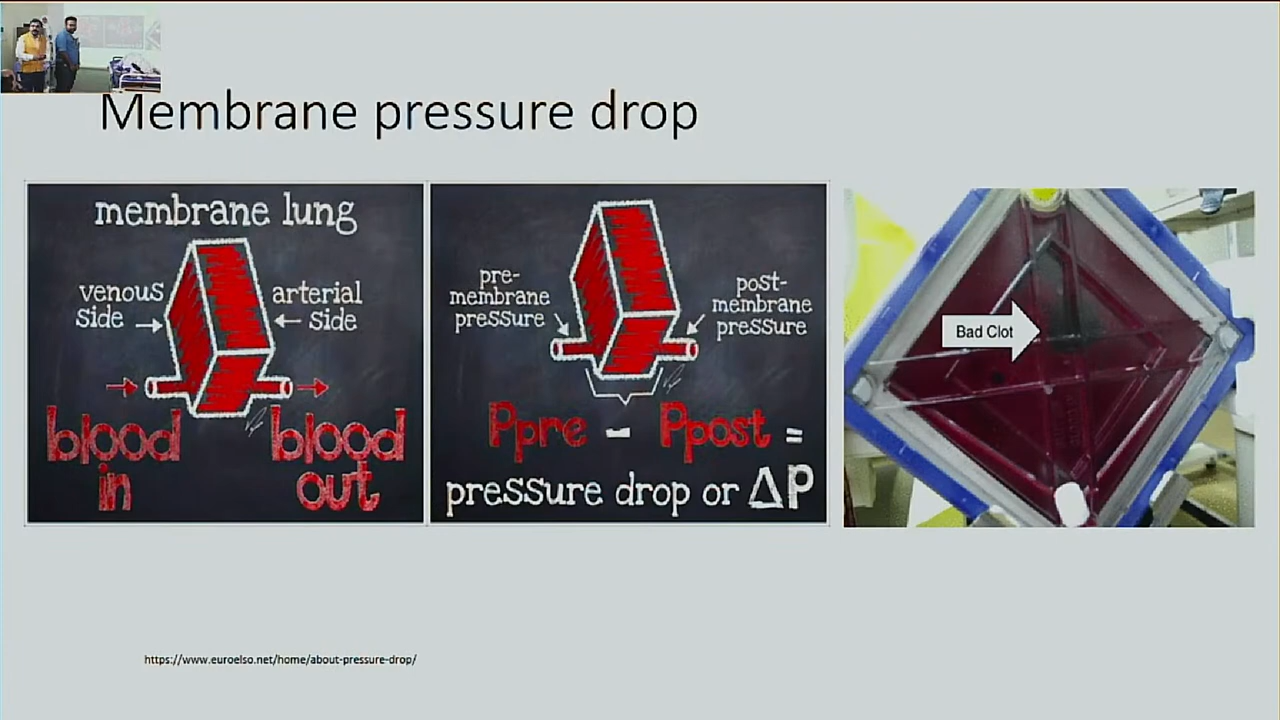 Membrane pressure drop
membrane lung
venous
side
arterial
side
blood
in
blood
out
pre-
membrane
pressure
post-
membrane
pressure
Ppre - Ppost =
pressure drop or ΔP
Bad Clot
https://www.euroelso.net/home/about-pressure-drop/